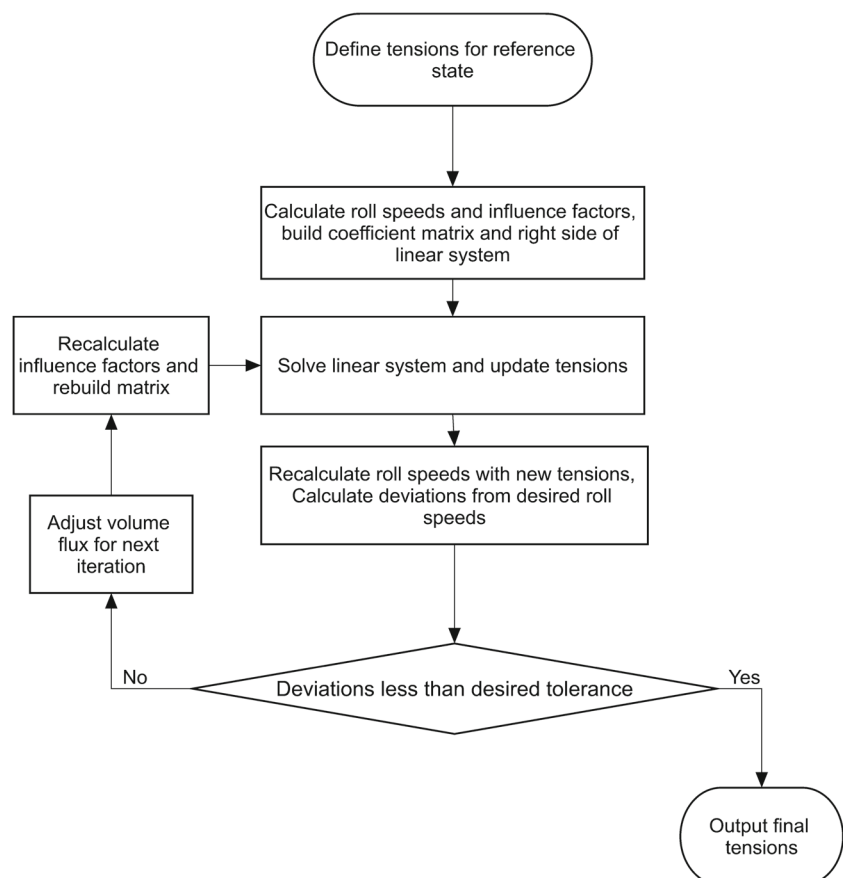 Define tensions for reference
state
Calculate roll speeds and influence factors,
build coefficient matrix and right side of
linear system
Recalculate
influence factors and
rebuild matrix
Solve linear system and update tensions
Recalculate roll speeds with new tensions,
Calculate deviations from desired roll
speeds
Adjust volume
flux for next
iteration
No
Deviations less than desired tolerance
Yes
Output final
tensions